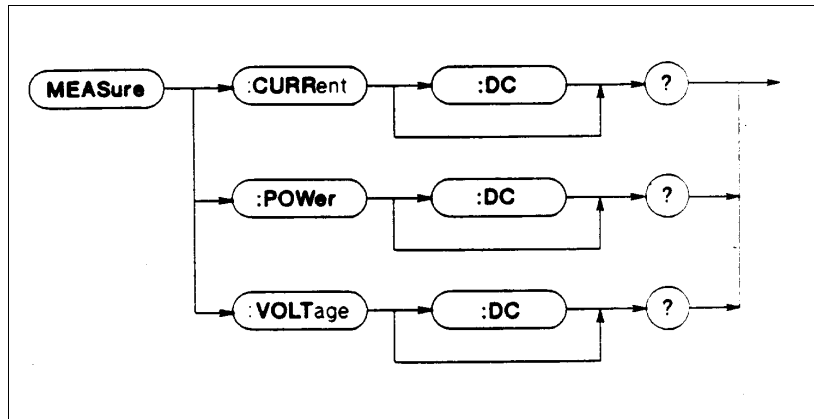 MEASure :CURRent :DC ?
:POWer :DC ?
:VOLTage :DC ?